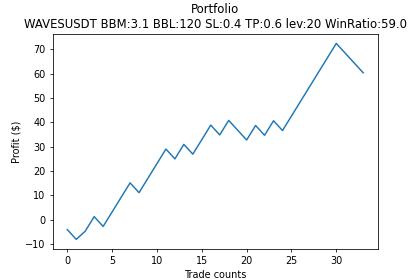 Portfolio
WAVESUSDT BBM:3.1 BBL:120 SL:0.4 TP:0.6 lev:20 WinRatio:59.0
70
60
50
40
30
20
10
0
−10
Profit ($)
0 5 10 15 20 25 30
Trade counts